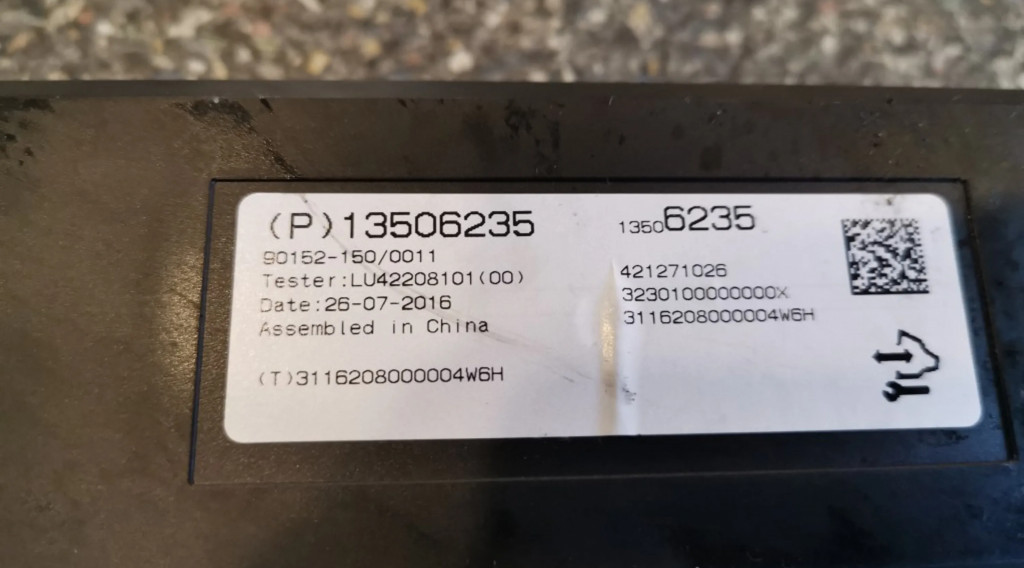 (P)13506235
90152-150/0011
Tester:LU42208101(00)
Date:26-07-2016
Assembled in China
(T)3116208000004W6H
13506235
421271026
3230100000000X
3116208000004W6H